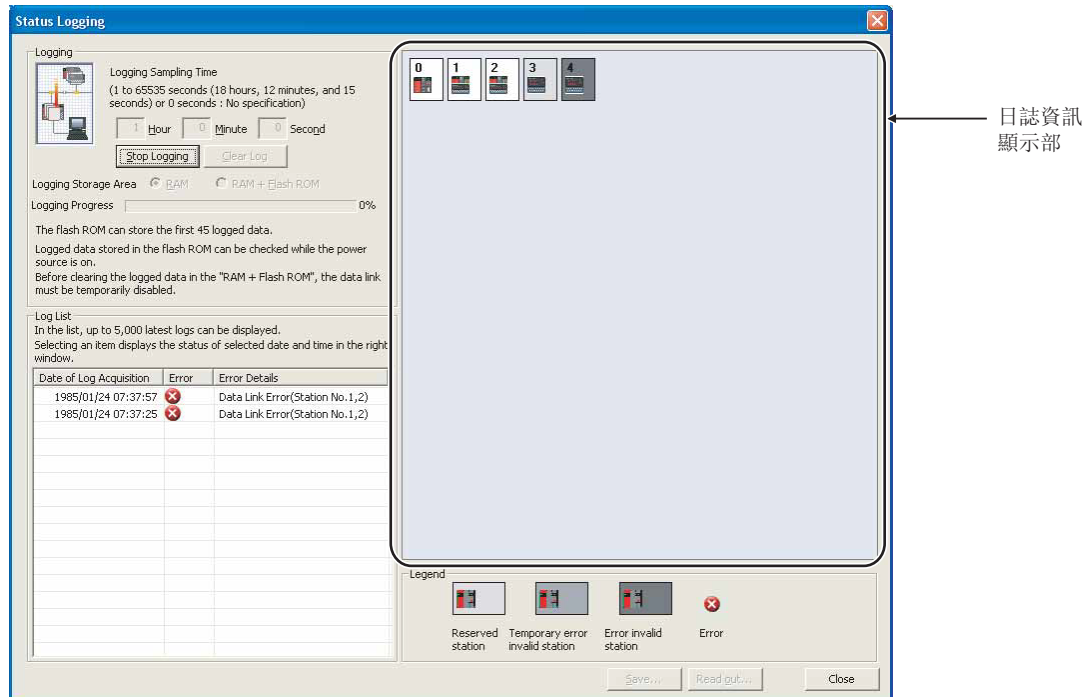 Status Logging
Logging
Logging Sampling Time
(1 to 65535 seconds (18 hours, 12 minutes, and 15
seconds) or 0 seconds : No specification)
1 Hour 0 Minute 0 Second
Stop Logging Clear Log
Logging Storage Area RAM RAM + Flash ROM
Logging Progress 0%
The flash ROM can store the first 45 logged data.
Logged data stored in the flash ROM can be checked while the power
source is on.
Before clearing the logged data in the "RAM + Flash ROM", the data link
must be temporarily disabled.
Log List
In the list, up to 5,000 latest logs can be displayed.
Selecting an item displays the status of selected date and time in the right
window.
Date of Log Acquisition Error Error Details
1985/01/24 07:37:57 Data Link Error(Station No.1,2)
1985/01/24 07:37:25 Data Link Error(Station No.1,2)
0 1 2 3 4
日誌資訊
顯示部
Legend
Reserved
station
Temporary error
invalid station
Error invalid
station
Error
Save... Read out... Close